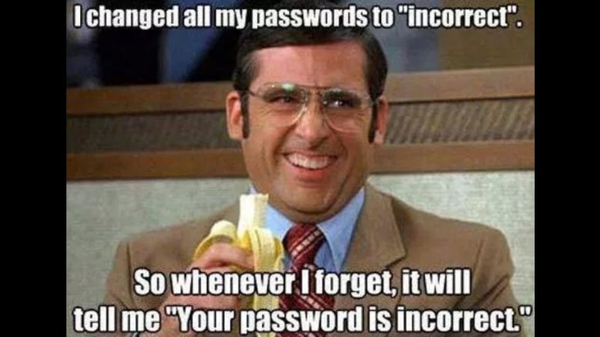 I changed all my passwords to "incorrect".
So whenever I forget, it will
tell me "Your password is incorrect."